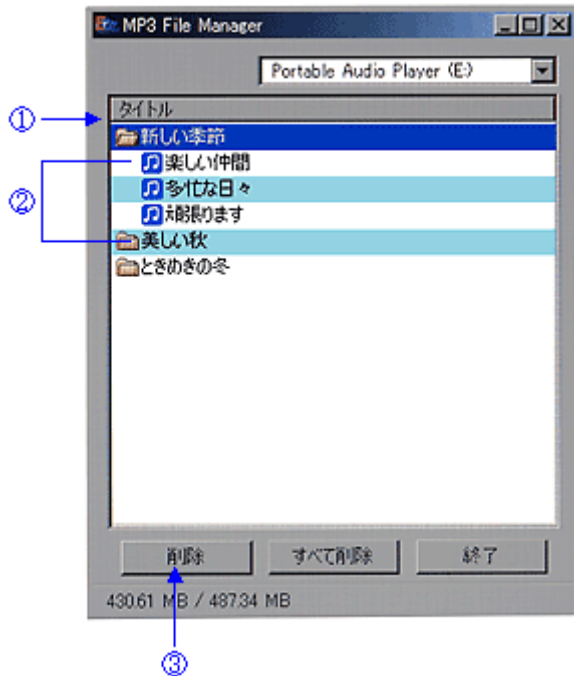 MP3 File Manager
Portable Audio Player (E:)
① タイトル
新しい季節
楽しい仲間
② 多忙な日々
頑張ります
美しい秋
ときめきの冬
削除 すべて削除 終了
430.61 MB / 487.34 MB
③